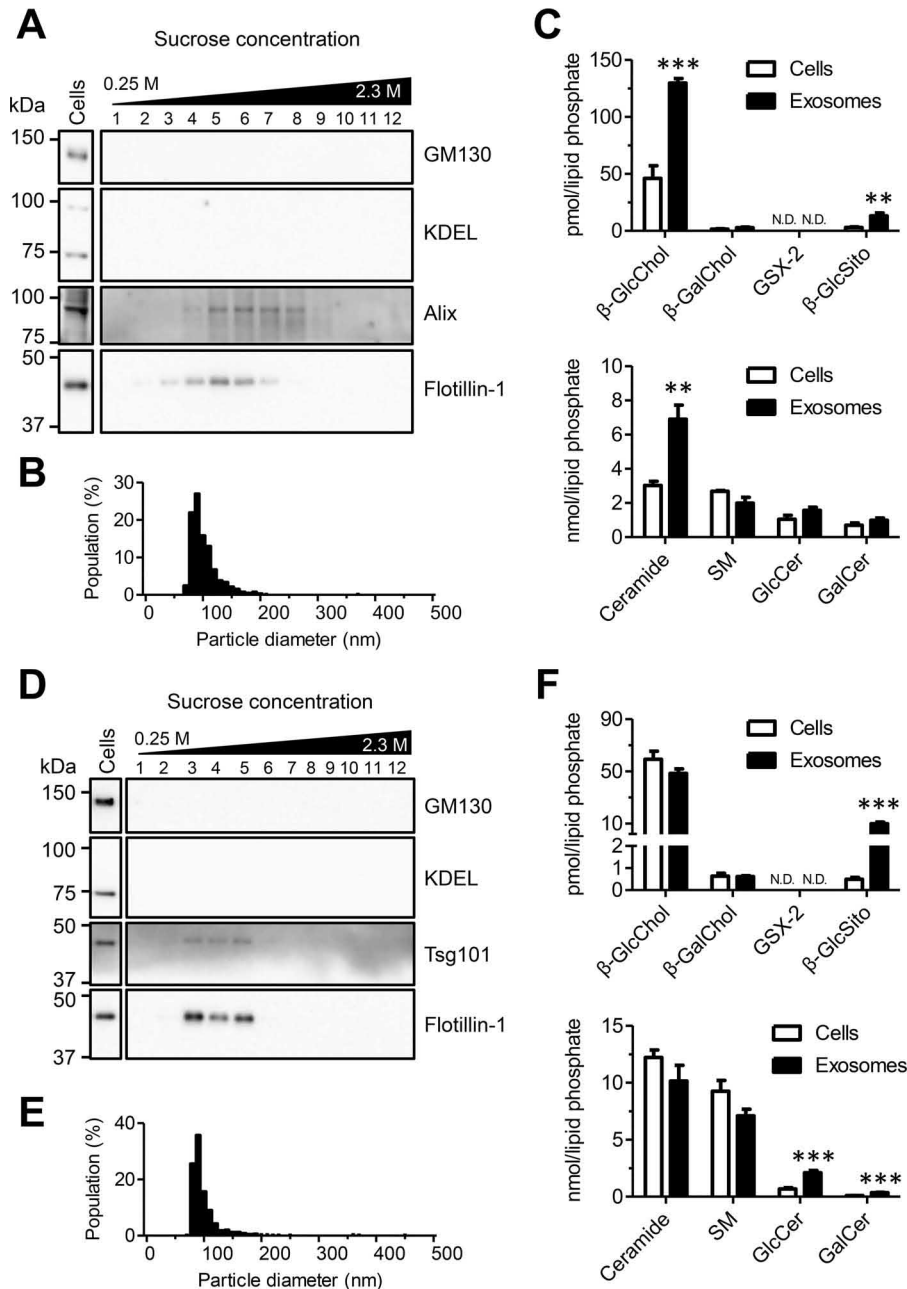 A
Sucrose concentration
0.25 M
2.3 M
kDa
Cells
1 2 3 4 5 6 7 8 9 10 11 12
150
GM130
100
KDEL
75
100
Alix
75
50
Flotillin-1
37
B
Population (%)
30
20
10
0
0 100 200 300 400 500
Particle diameter (nm)
C
pmol/lipid phosphate
150
100
50
0
***
Cells
Exosomes
N.D. N.D.
**
β-GlcChol
β-GalChol
GSX-2
β-GlcSito
nmol/lipid phosphate
8
6
4
2
0
**
Cells
Exosomes
Ceramide
SM
GlcCer
GalCer
D
Sucrose concentration
0.25 M
2.3 M
kDa
Cells
1 2 3 4 5 6 7 8 9 10 11 12
150
GM130
100
KDEL
75
50
Tsg101
37
50
Flotillin-1
37
E
Population (%)
40
20
0
0 100 200 300 400 500
Particle diameter (nm)
F
pmol/lipid phosphate
90
50
10
2
1
0
Cells
Exosomes
***
N.D. N.D.
β-GlcChol
β-GalChol
GSX-2
β-GlcSito
nmol/lipid phosphate
15
10
5
0
Cells
Exosomes
***
***
Ceramide
SM
GlcCer
GalCer